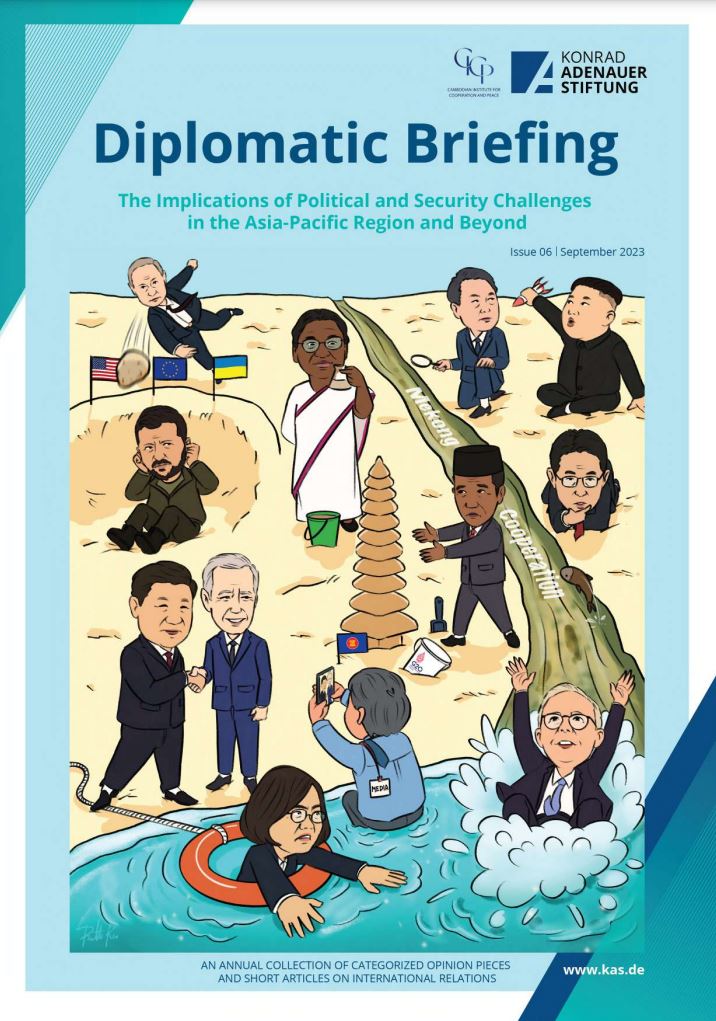 CICP
CAMBODIAN INSTITUTE FOR
COOPERATION AND PEACE
KONRAD
ADENAUER
STIFTUNG
Diplomatic Briefing
The Implications of Political and Security Challenges
in the Asia-Pacific Region and Beyond
Issue 06 | September 2023
Mekong
Cooperation
G20
MEDIA
AN ANNUAL COLLECTION OF CATEGORIZED OPINION PIECES
AND SHORT ARTICLES ON INTERNATIONAL RELATIONS
www.kas.de